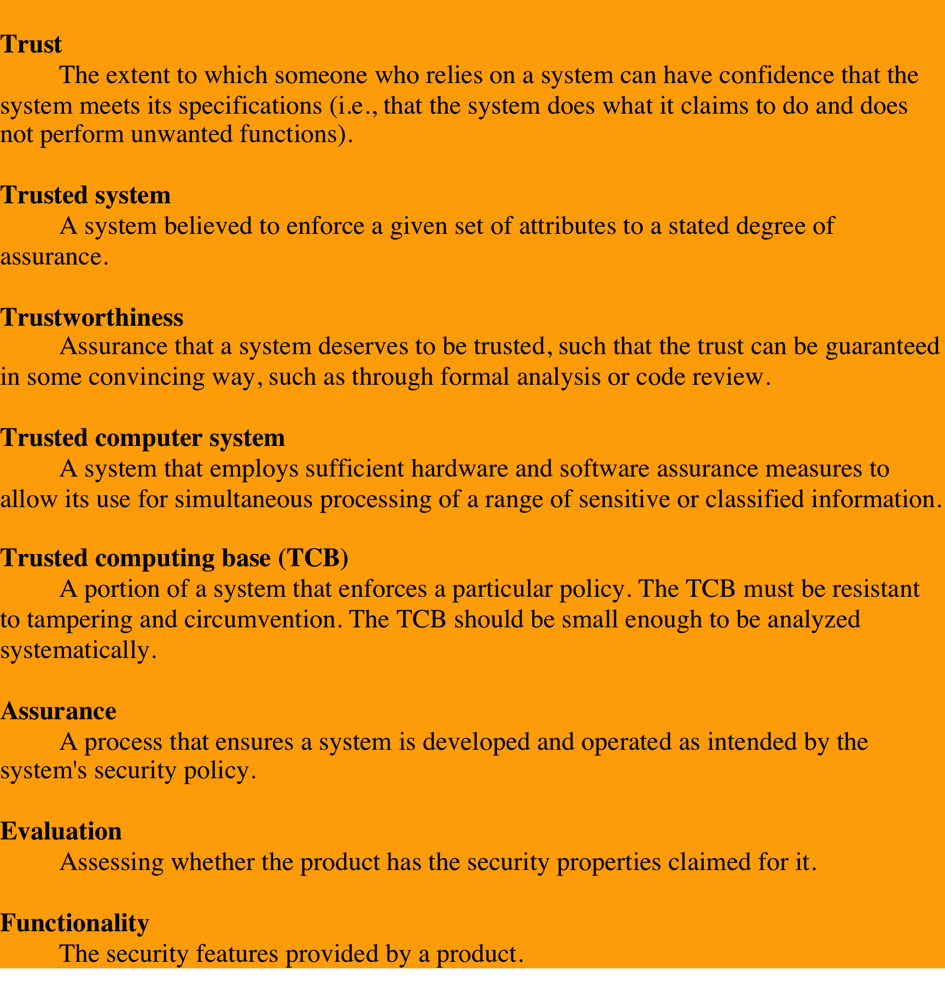 Trust
The extent to which someone who relies on a system can have confidence that the
system meets its specifications (i.e., that the system does what it claims to do and does
not perform unwanted functions).
Trusted system
A system believed to enforce a given set of attributes to a stated degree of
assurance.
Trustworthiness
Assurance that a system deserves to be trusted, such that the trust can be guaranteed
in some convincing way, such as through formal analysis or code review.
Trusted computer system
A system that employs sufficient hardware and software assurance measures to
allow its use for simultaneous processing of a range of sensitive or classified information.
Trusted computing base (TCB)
A portion of a system that enforces a particular policy. The TCB must be resistant
to tampering and circumvention. The TCB should be small enough to be analyzed
systematically.
Assurance
A process that ensures a system is developed and operated as intended by the
system's security policy.
Evaluation
Assessing whether the product has the security properties claimed for it.
Functionality
The security features provided by a product.